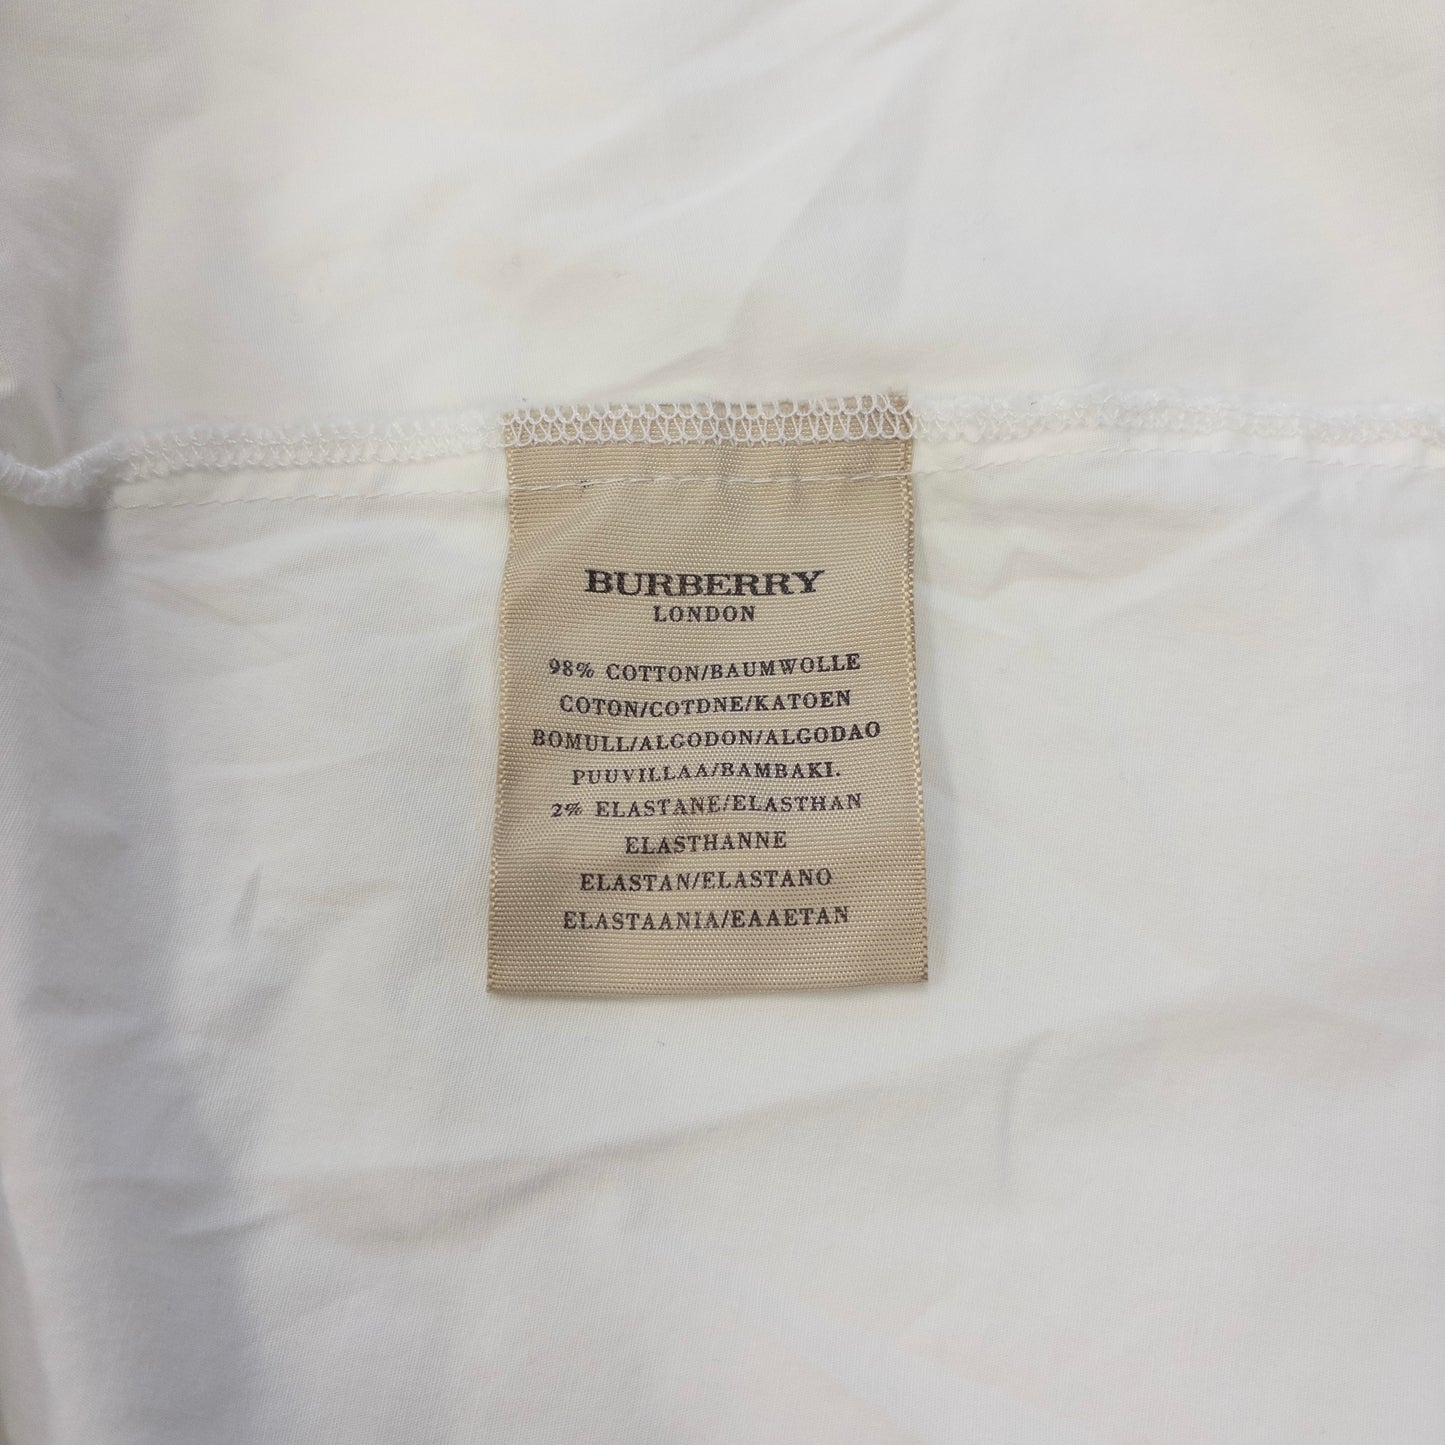 BURBERRY
LONDON
98% COTTON/BAUMWOLLE
COTON/COTDNE/KATOEN
BOMULL/ALGODON/ALGODAO
PUUVILLAA/BAMBAKI.
2% ELASTANE/ELASTHAN
ELASTHANNE
ELASTAN/ELASTANO
ELASTAANIA/EAAETAN